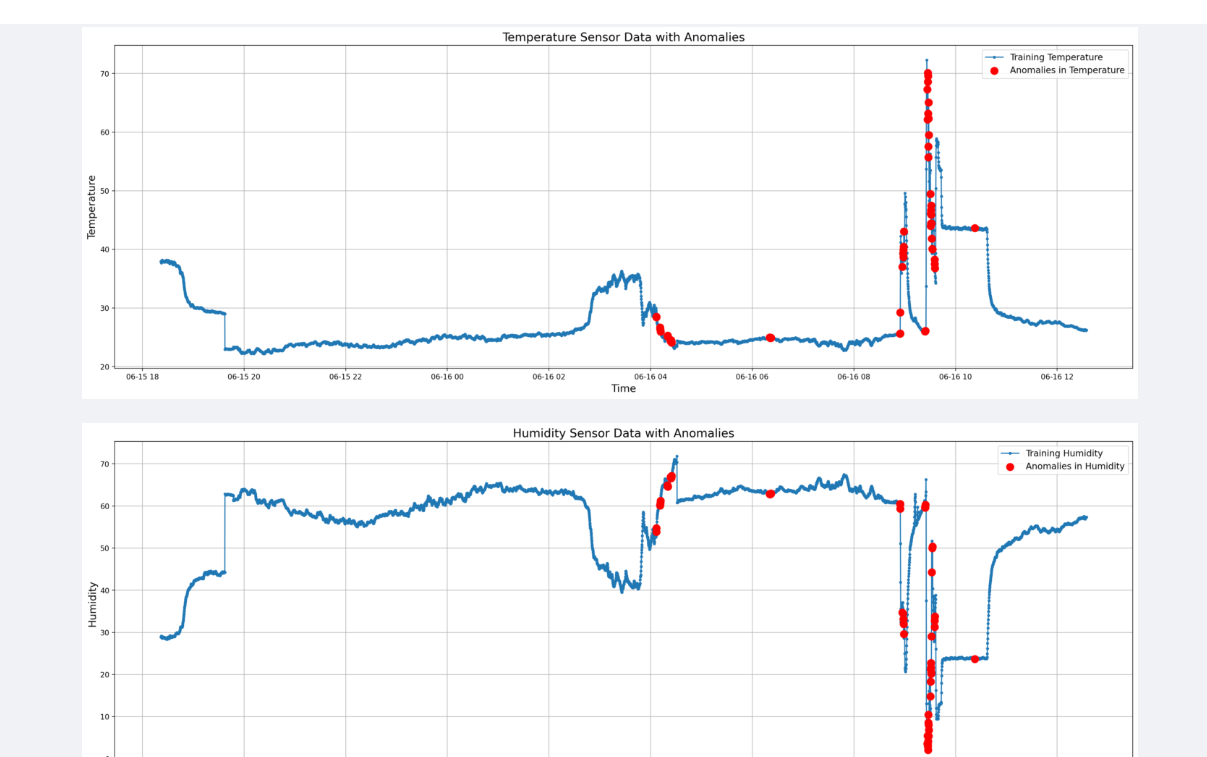 Temperature Sensor Data with Anomalies
Training Temperature
Anomalies in Temperature
70
60
50
40
30
20
Temperature
06-15 18
06-15 20
06-15 22
06-16 00
06-16 02
06-16 04
06-16 06
06-16 08
06-16 10
06-16 12
Time
Humidity Sensor Data with Anomalies
Training Humidity
Anomalies in Humidity
70
60
50
40
30
20
10
Humidity